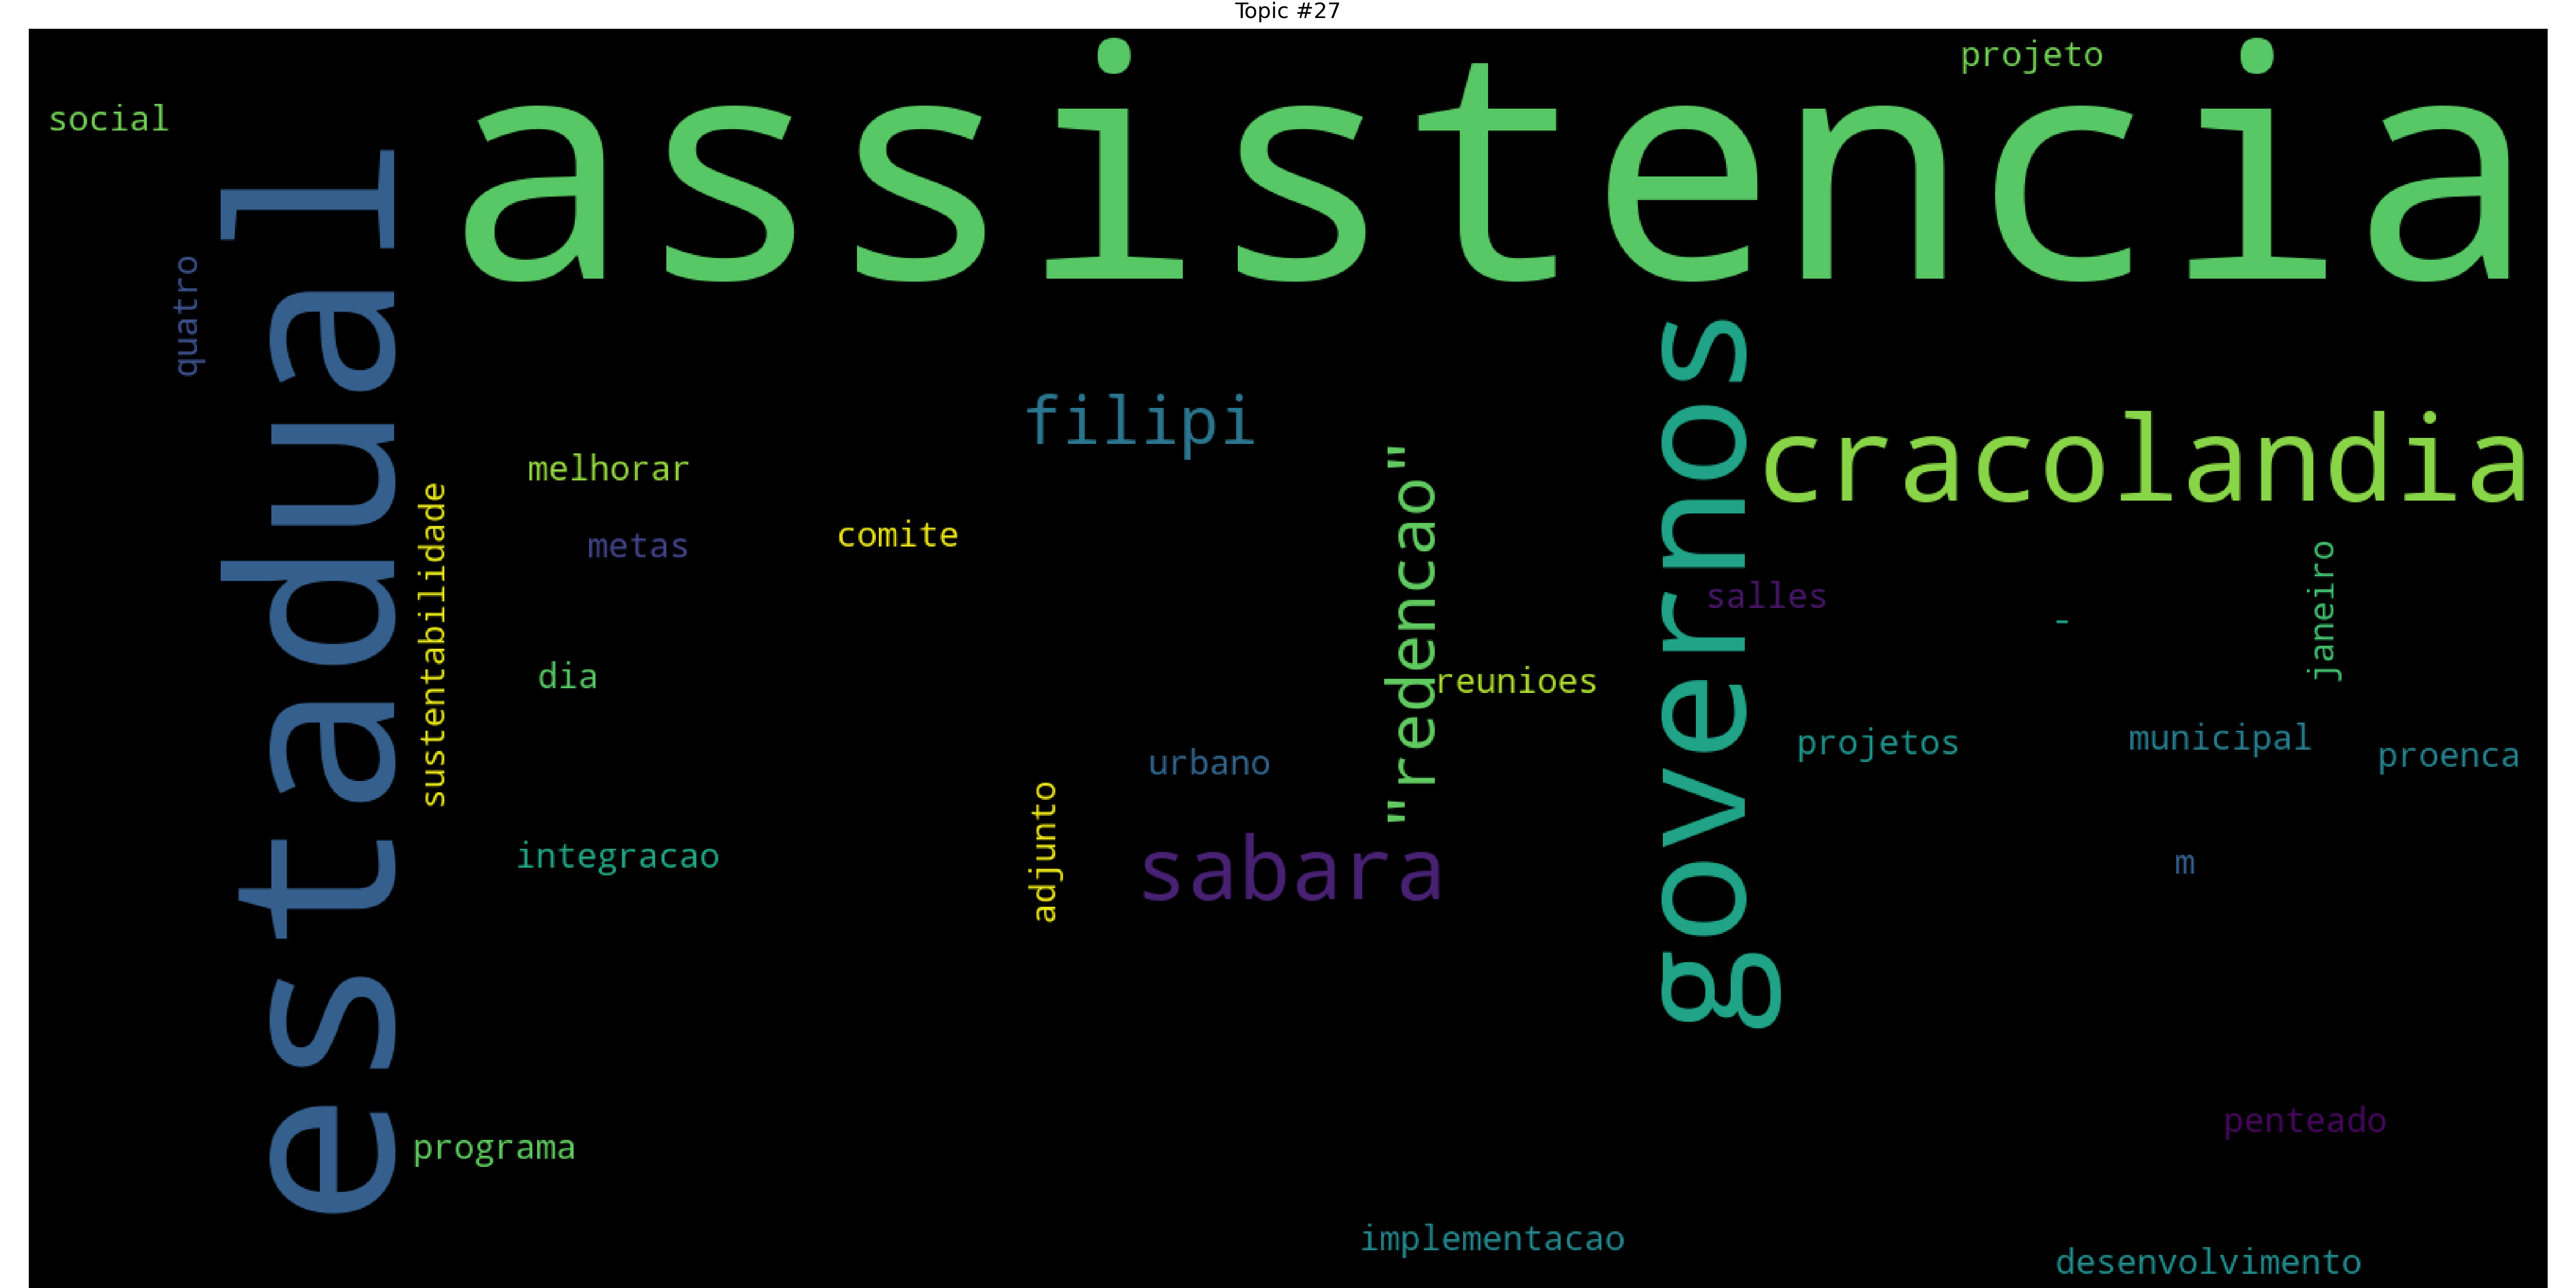 Topic #27
projeto
social
assistencia
estadual
quatro
governos
filipi
cracolandia
melhorar
"redencao"
sustentabilidade
comite
metas
janeiro
salles
-
dia
reunioes
projetos
municipal
proenca
urbano
adjunto
integracao
sabara
m
penteado
programa
implementacao
desenvolvimento